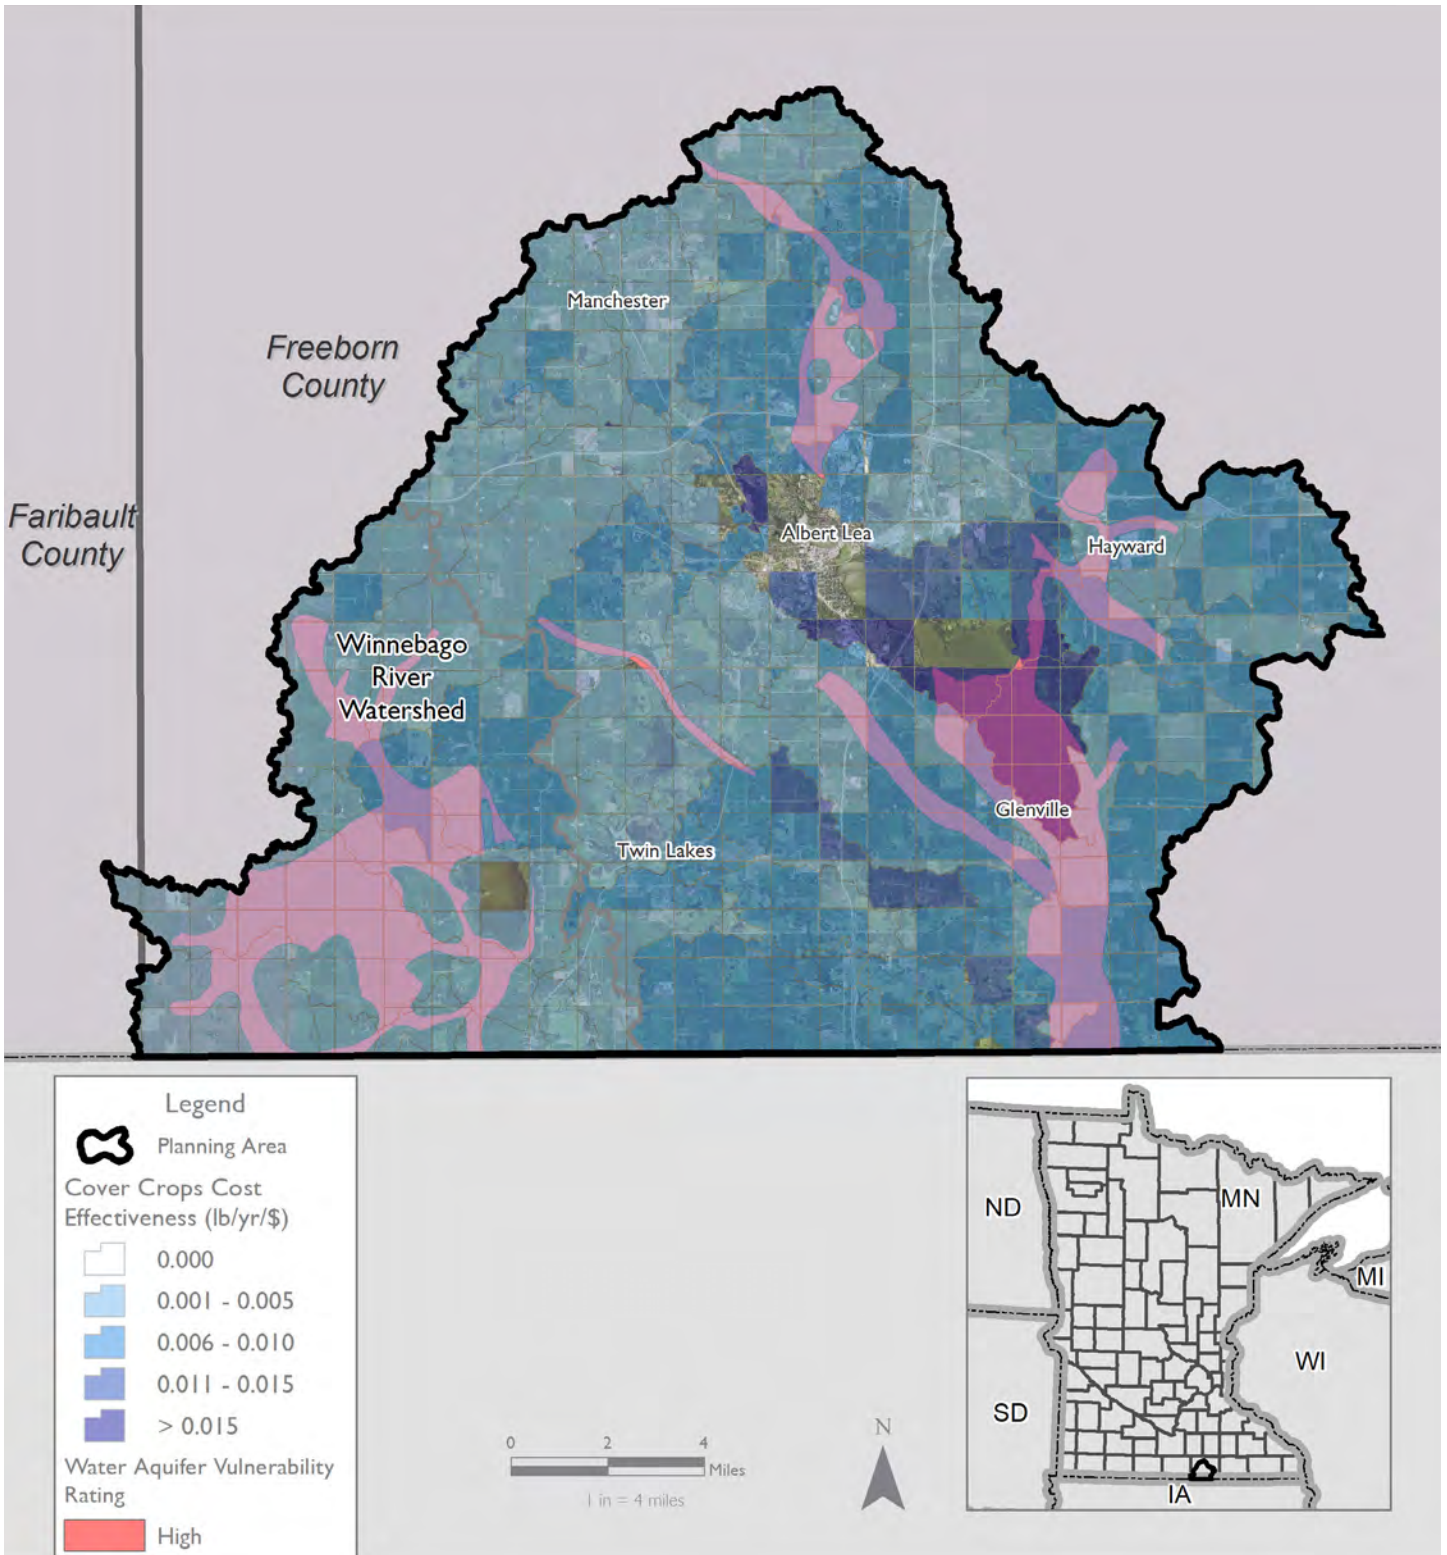 Manchester
Freeborn
County
Faribault
County
Albert Lea
Hayward
Winnebago
River
Watershed
Glenville
Twin Lakes
Legend
Planning Area
Cover Crops Cost
Effectiveness (lb/yr/$)
0.000
0.001 - 0.005
0.006 - 0.010
0.011 - 0.015
> 0.015
Water Aquifer Vulnerability
Rating
High
0 2 4
Miles
1 in = 4 miles
N
ND
MN
MI
WI
SD
IA